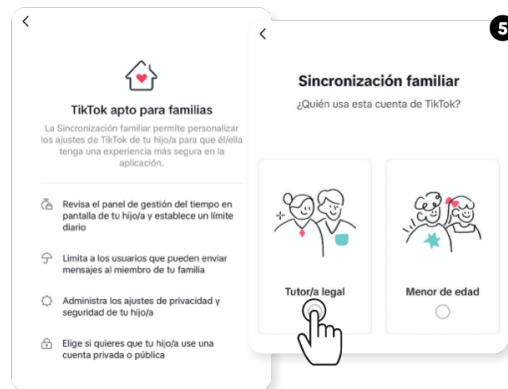 TikTok apto para familias
La Sincronización familiar permite personalizar
los ajustes de TikTok de tu hijo/a para que él/ella
tenga una experiencia más segura en la
aplicación.
Revisa el panel de gestión del tiempo en
pantalla de tu hijo/a y establece un límite
diario
Limita a los usuarios que pueden enviar
mensajes al miembro de tu familia
Administra los ajustes de privacidad y
seguridad de tu hijo/a
Elige si quieres que tu hijo/a use una
cuenta privada o pública
5
Sincronización familiar
¿Quién usa esta cuenta de TikTok?
Tutor/a legal
Menor de edad